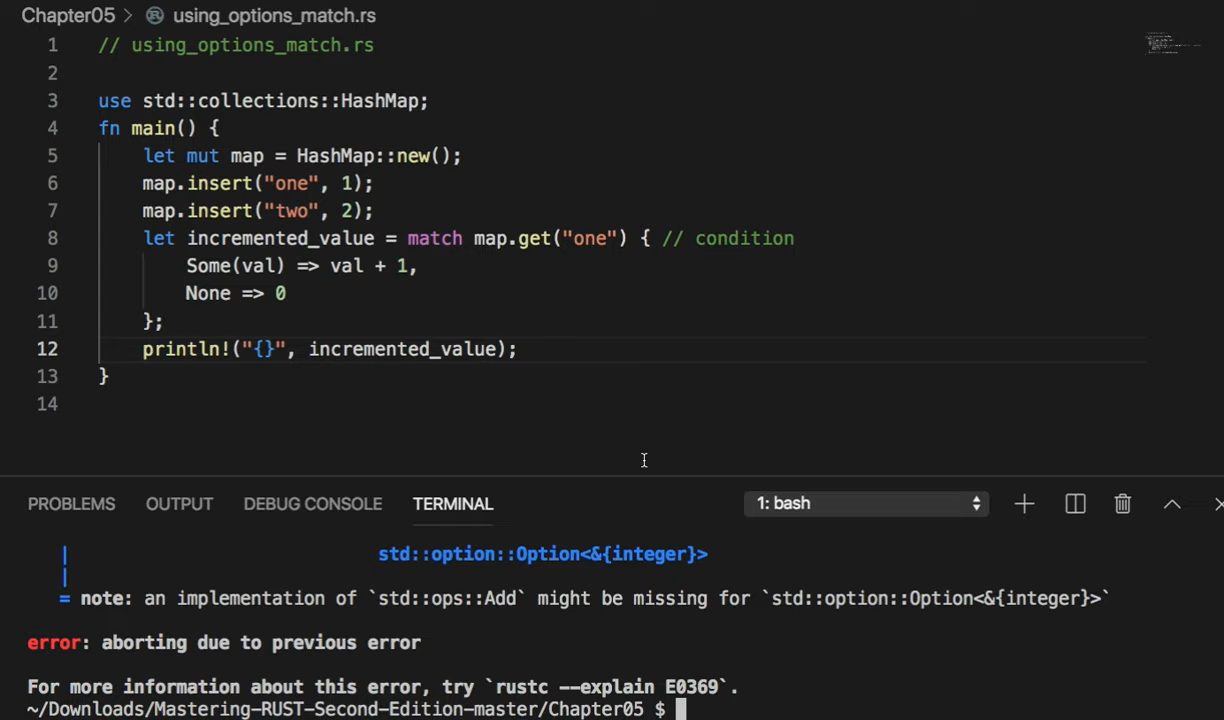 Chapter05 > using_options_match.rs
1 // using_options_match.rs
2
3 use std::collections::HashMap;
4 fn main() {
5 let mut map = HashMap::new();
6 map.insert("one", 1);
7 map.insert("two", 2);
8 let incremented_value = match map.get("one") { // condition
9 Some(val) => val + 1,
10 None => 0
11 };
12 println!("{}", incremented_value);
13 }
14
PROBLEMS OUTPUT DEBUG CONSOLE TERMINAL 1: bash
| std::option::Option<&{integer}>
|
= note: an implementation of `std::ops::Add` might be missing for `std::option::Option<&{integer}>`
error: aborting due to previous error
For more information about this error, try `rustc --explain E0369`.
~/Downloads/Mastering-RUST-Second-Edition-master/Chapter05 $